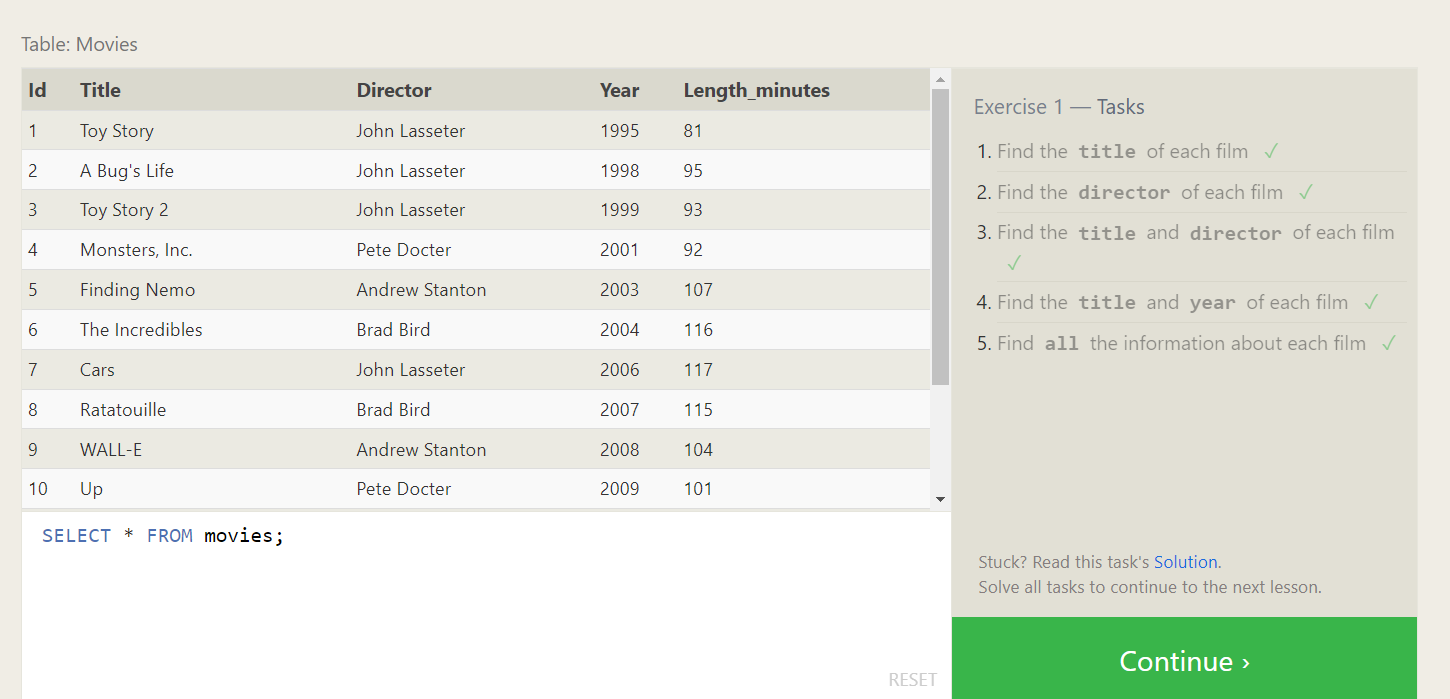 Table: Movies
Id Title Director Year Length_minutes
1 Toy Story John Lasseter 1995 81
2 A Bug's Life John Lasseter 1998 95
3 Toy Story 2 John Lasseter 1999 93
4 Monsters, Inc. Pete Docter 2001 92
5 Finding Nemo Andrew Stanton 2003 107
6 The Incredibles Brad Bird 2004 116
7 Cars John Lasseter 2006 117
8 Ratatouille Brad Bird 2007 115
9 WALL-E Andrew Stanton 2008 104
10 Up Pete Docter 2009 101
SELECT * FROM movies;
RESET
Exercise 1 — Tasks
1. Find the title of each film ✓
2. Find the director of each film ✓
3. Find the title and director of each film
✓
4. Find the title and year of each film ✓
5. Find all the information about each film ✓
Stuck? Read this task's Solution.
Solve all tasks to continue to the next lesson.
Continue ›